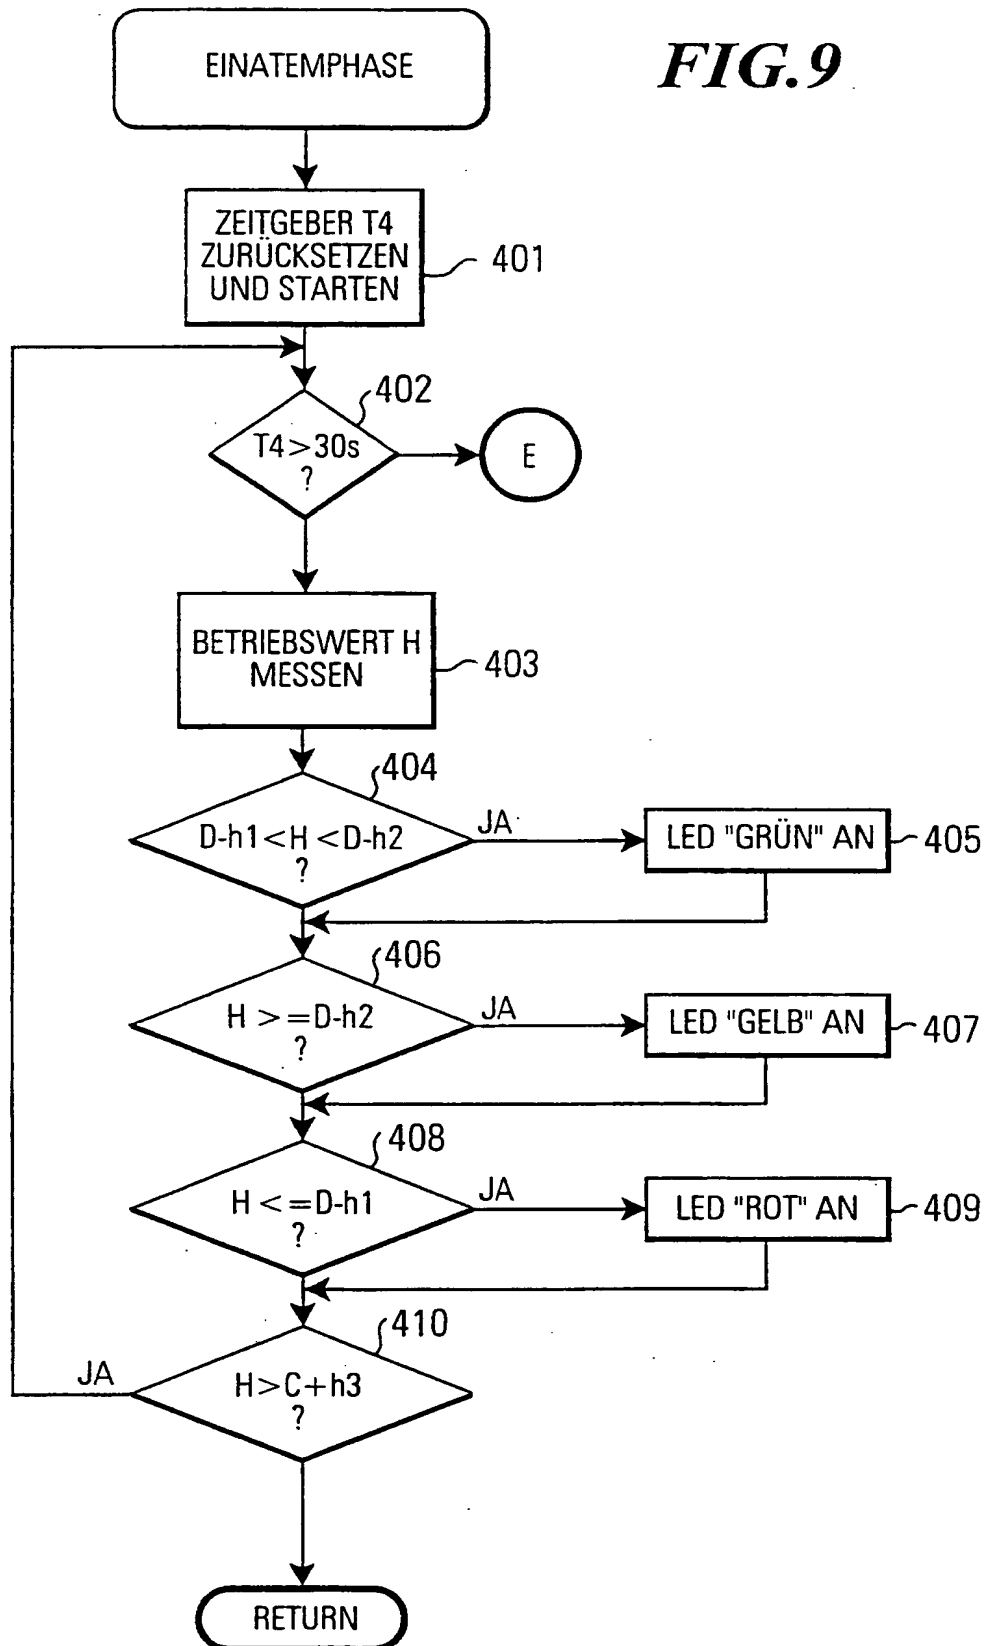 FIG.9
EINATEMPHASE
ZEITGEBER T4
ZURÜCKSETZEN
UND STARTEN
401
402
T4>30s
?
E
BETRIEBSWERT H
MESSEN
403
404
D-h1<H<D-h2
?
JA
LED "GRÜN" AN
405
406
H>=D-h2
?
JA
LED "GELB" AN
407
408
H<=D-h1
?
JA
LED "ROT" AN
409
410
JA
H>C+h3
?
RETURN